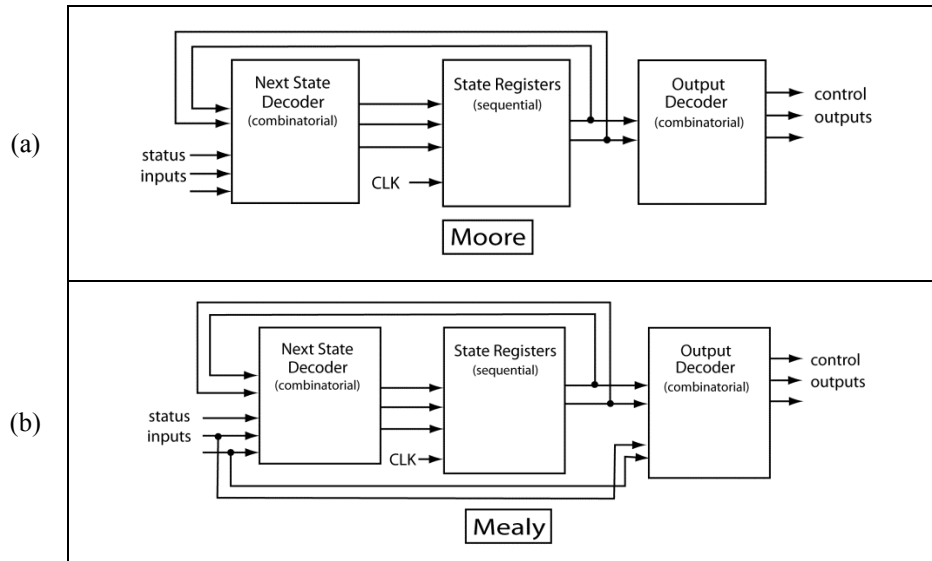 (a)
Next State
Decoder
(combinatorial)
State Registers
(sequential)
Output
Decoder
(combinatorial)
control
outputs
status
inputs
CLK
Moore
(b)
Next State
Decoder
(combinatorial)
State Registers
(sequential)
Output
Decoder
(combinatorial)
control
outputs
status
inputs
CLK
Mealy